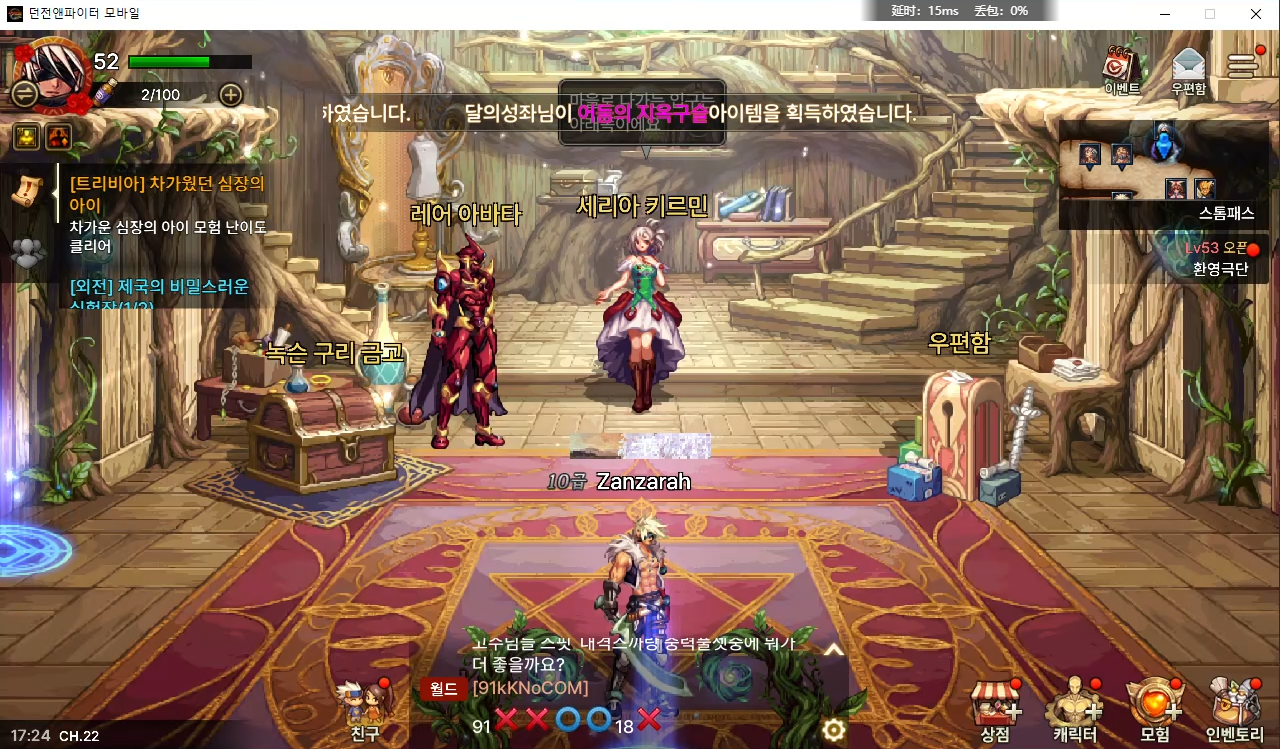 던전앤파이터 모바일
延时: 15ms 丢包: 0%
52
2/100
이벤트
우편함
하였습니다. 달의성좌님이 어둠의 지옥구슬아이템을 획득하였습니다.
[트리비아] 차가웠던 심장의
아이
차가운 심장의 아이 모험 난이도
클리어
[외전] 제국의 비밀스러운
실험장(1/3)
스톰패스
Lv53 오픈
환영극단
레어 아바타
세리아 키르민
녹슨 구리 금고
우편함
10급 Zanzarah
더 좋을까요?
월드 [91kKNoCOM]
91❌❌⭕⭕18❌
친구
상점
캐릭터
모험
인벤토리
17:24 CH.22